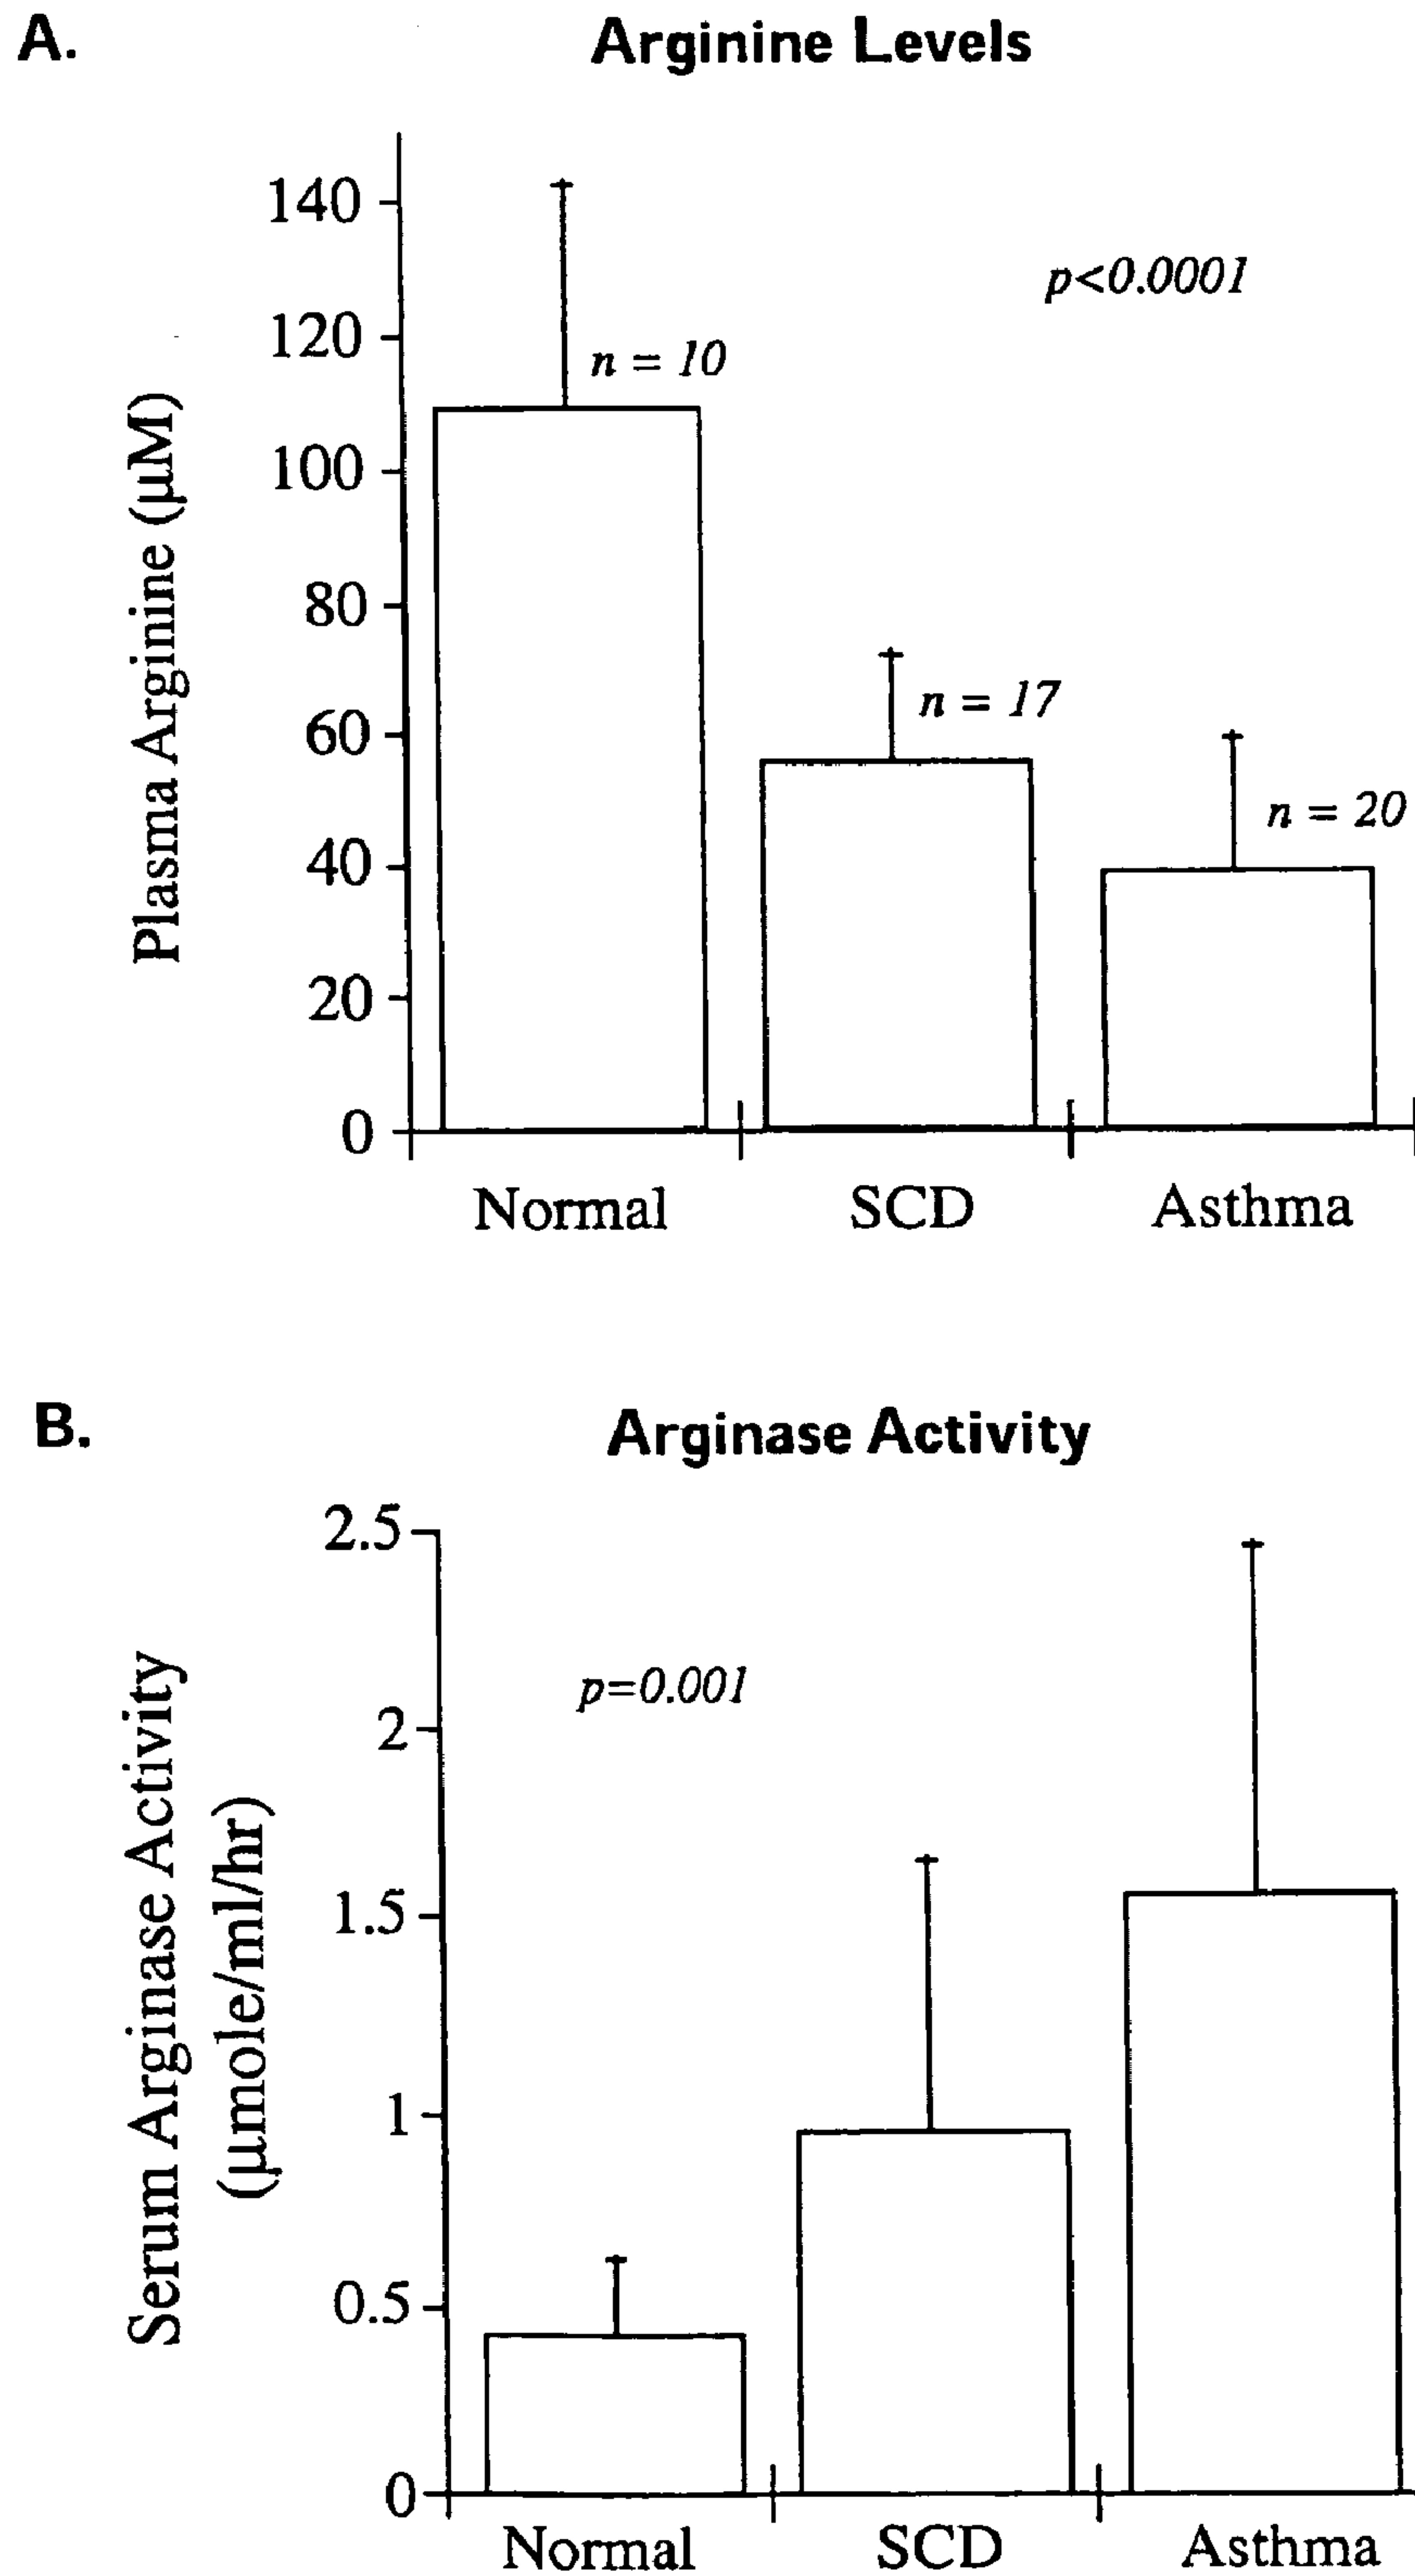 A.
Arginine Levels
140
120
100
80
60
40
20
0
Plasma Arginine (µM)
p<0.0001
n = 10
n = 17
n = 20
Normal SCD Asthma
B.
Arginase Activity
2.5
2
1.5
1
0.5
0
Serum Arginase Activity
(µmole/ml/hr)
p=0.001
Normal SCD Asthma